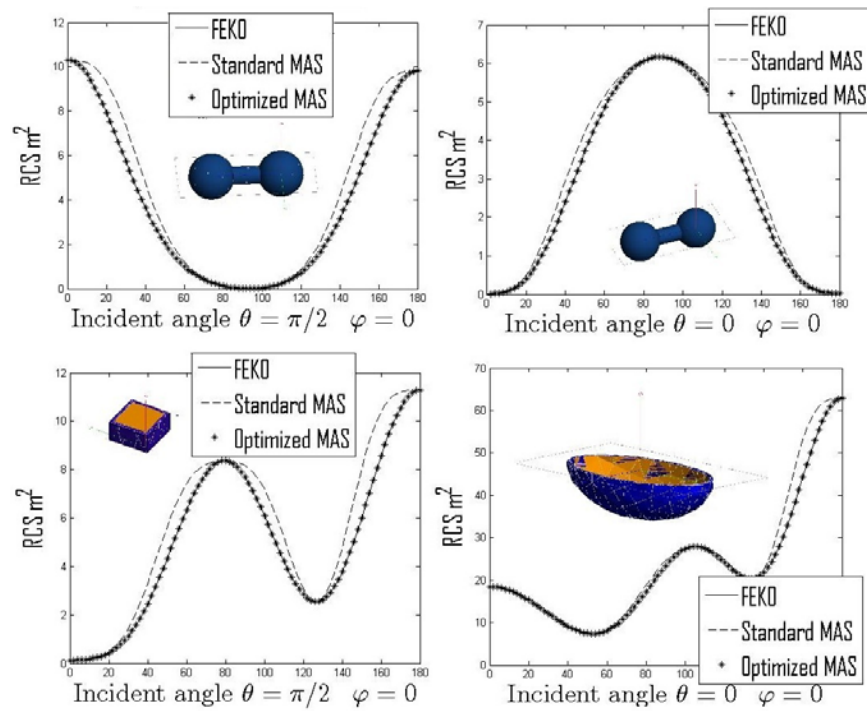 12
10
8
6
4
2
0
RCS m²
FEKO
Standard MAS
Optimized MAS
0 20 40 60 80 100 120 140 160 180
Incident angle θ = π/2 φ = 0
7
6
5
4
3
2
1
0
RCS m²
FEKO
Standard MAS
Optimized MAS
0 20 40 60 80 100 120 140 160 180
Incident angle θ = 0 φ = 0
12
10
8
6
4
2
0
RCS m²
FEKO
Standard MAS
Optimized MAS
0 20 40 60 80 100 120 140 160 180
Incident angle θ = π/2 φ = 0
70
60
50
40
30
20
10
0
RCS m²
FEKO
Standard MAS
Optimized MAS
0 20 40 60 80 180
Incident angle θ = 0 φ = 0